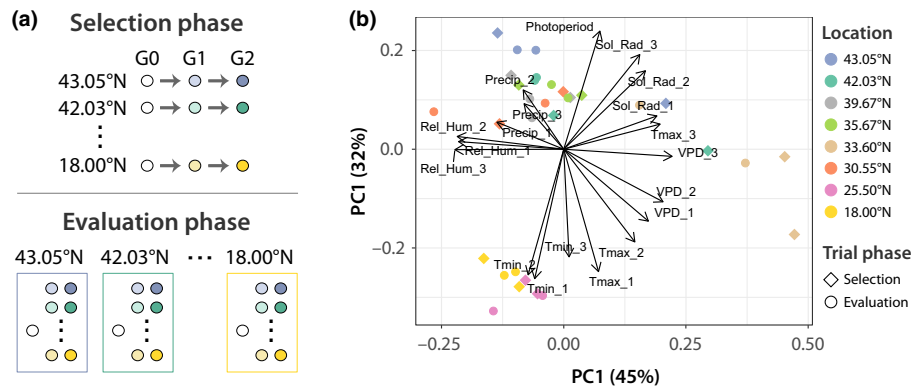 (a)
Selection phase
G0 G1 G2
43.05°N
42.03°N
⋮
18.00°N
Evaluation phase
43.05°N 42.03°N ⋯ 18.00°N
⋮ ⋮ ⋮
(b)
PC1 (32%)
0.2
0.0
−0.2
Photoperiod
Sol_Rad_3
Sol_Rad_2
Precip_2
Sol_Rad_1
Precip_3
Rel_Hum_2
Precip_1
Tmax_3
Rel_Hum_1
VPD_3
Rel_Hum_3
VPD_2
VPD_1
Tmin_3
Tmax_2
Tmin_2
Tmin_1
Tmax_1
−0.25 0.00 0.25 0.50
PC1 (45%)
Location
43.05°N
42.03°N
39.67°N
35.67°N
33.60°N
30.55°N
25.50°N
18.00°N
Trial phase
Selection
Evaluation